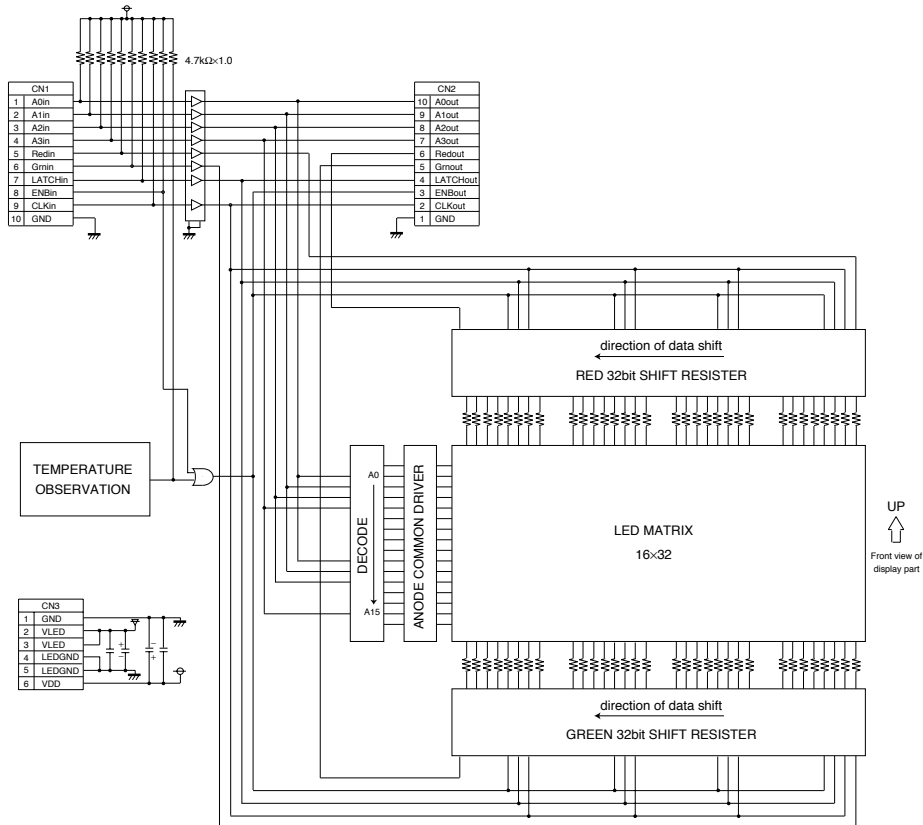 4.7kΩ×1.0
CN1
1 A0in
2 A1in
3 A2in
4 A3in
5 Redin
6 Grnin
7 LATCHin
8 ENBin
9 CLKin
10 GND
CN2
10 A0out
9 A1out
8 A2out
7 A3out
6 Redout
5 Grnout
4 LATCHout
3 ENBout
2 CLKout
1 GND
direction of data shift
RED 32bit SHIFT RESISTER
TEMPERATURE
OBSERVATION
DECODE
A0
A15
ANODE COMMON DRIVER
LED MATRIX
16×32
UP
Front view of
display part
CN3
1 GND
2 VLED
3 VLED
4 LEDGND
5 LEDGND
6 VDD
+
−
−
+
direction of data shift
GREEN 32bit SHIFT RESISTER